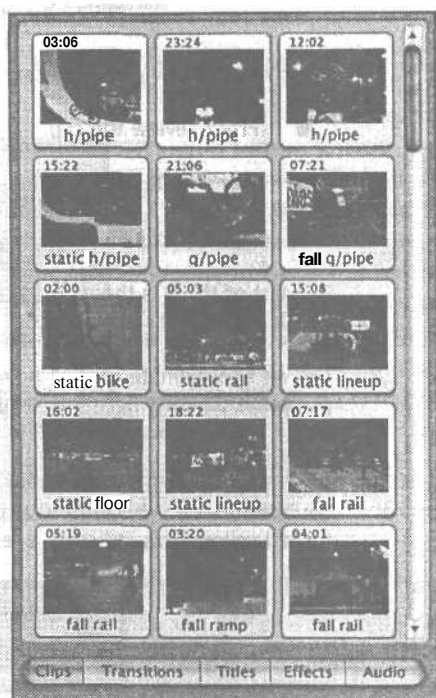 03:06 23:24 12:02
h/pipe h/pipe h/pipe
15:22 21:06 07:21
static h/pipe q/pipe fall q/pipe
02:00 05:03 15:08
static bike static rail static lineup
16:02 18:22 07:17
static floor static lineup fall rail
05:19 03:20 04:01
fall rail fall ramp fall rail
Clips Transitions Titles Effects Audio